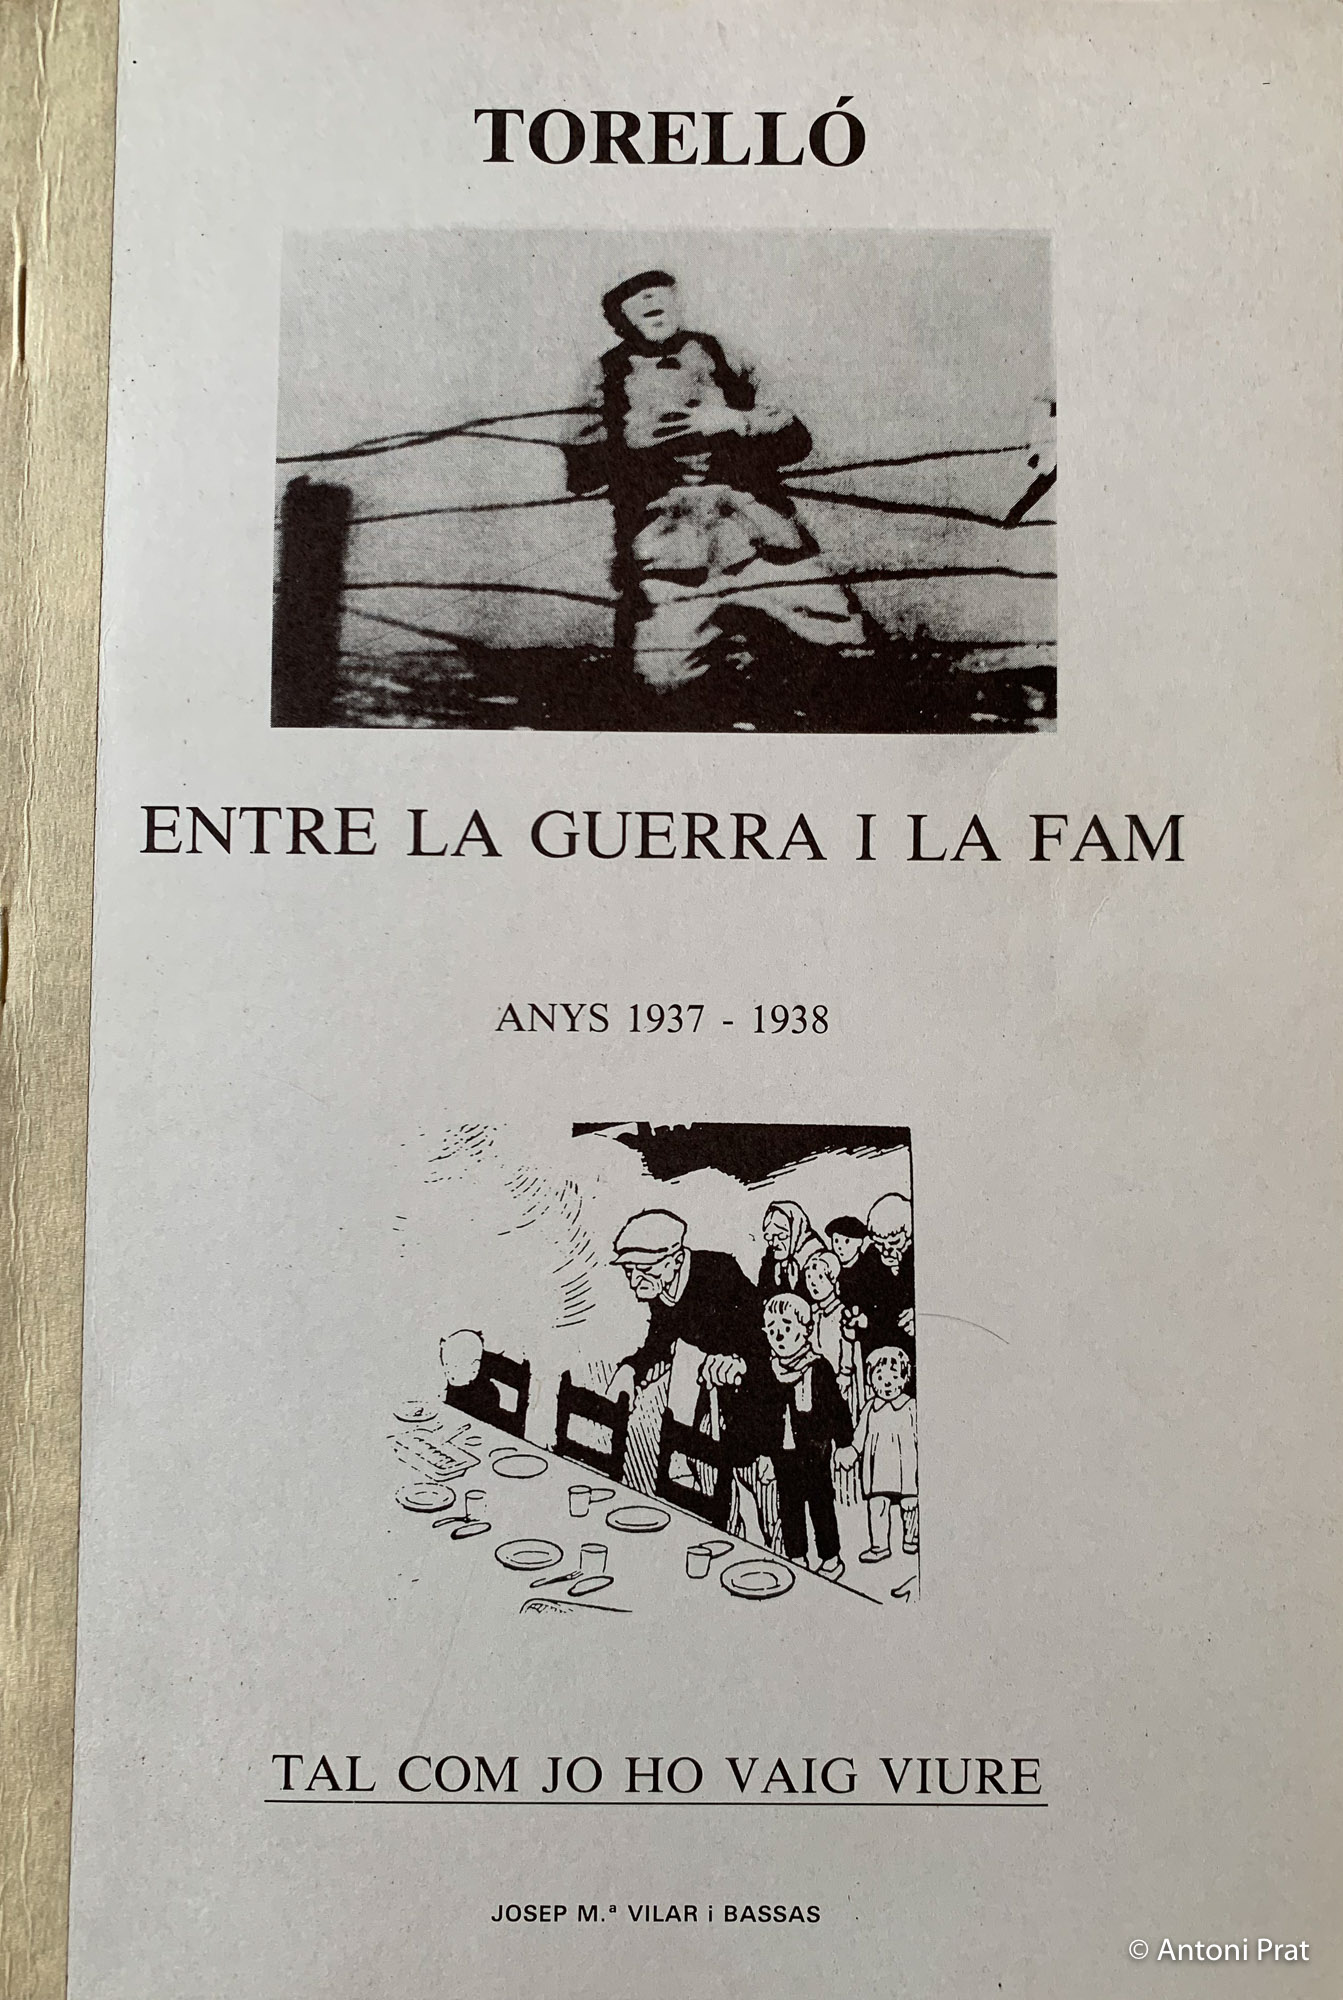 TORELLÓ
ENTRE LA GUERRA I LA FAM
ANYS 1937 - 1938
TAL COM JO HO VAIG VIURE
JOSEP M.ª VILAR i BASSAS
© Antoni Prat